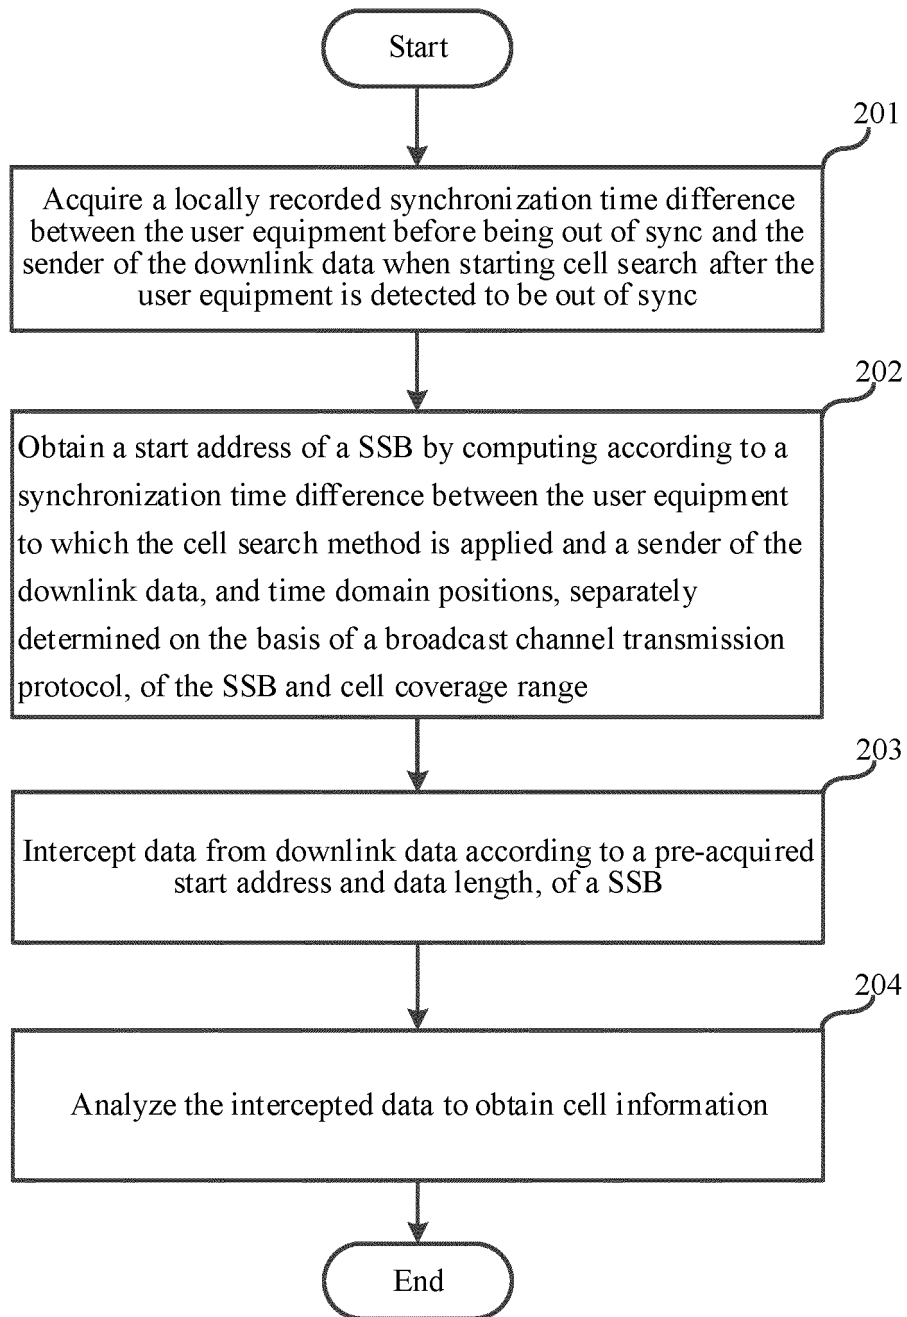 Start
201
Acquire a locally recorded synchronization time difference
between the user equipment before being out of sync and the
sender of the downlink data when starting cell search after the
user equipment is detected to be out of sync
202
Obtain a start address of a SSB by computing according to a
synchronization time difference between the user equipment
to which the cell search method is applied and a sender of the
downlink data, and time domain positions, separately
determined on the basis of a broadcast channel transmission
protocol, of the SSB and cell coverage range
203
Intercept data from downlink data according to a pre-acquired
start address and data length, of a SSB
204
Analyze the intercepted data to obtain cell information
End